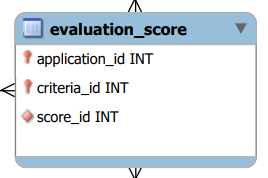 evaluation_score
application_id INT
criteria_id INT
score_id INT